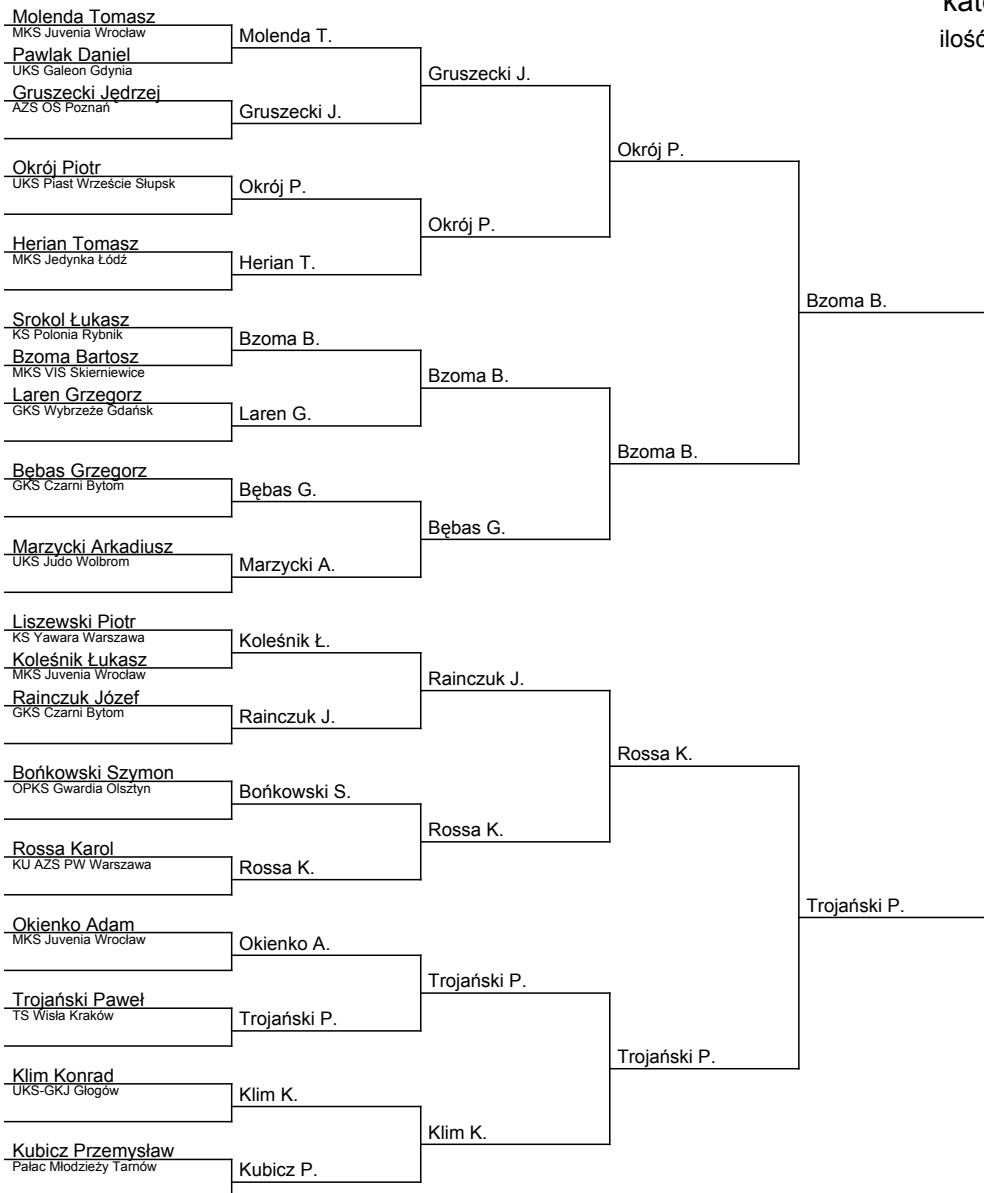 kat
ilość
Molenda Tomasz
MKS Juvenia Wrocław
Molenda T.
Pawlak Daniel
UKS Galeon Gdynia
Gruszecki J.
Gruszecki Jędrzej
AZS OŚ Poznań
Gruszecki J.
Okrój P.
Okrój Piotr
UKS Piast Wrzeście Słupsk
Okrój P.
Okrój P.
Herian Tomasz
MKS Jedynka Łódź
Herian T.
Bzoma B.
Srokol Łukasz
KS Polonia Rybnik
Bzoma B.
Bzoma Bartosz
MKS VIS Skierniewice
Bzoma B.
Laren Grzegorz
GKS Wybrzeże Gdańsk
Laren G.
Bzoma B.
Bębas Grzegorz
GKS Czarni Bytom
Bębas G.
Bębas G.
Marzycki Arkadiusz
UKS Judo Wolbrom
Marzycki A.
Liszewski Piotr
KS Yawara Warszawa
Koleśnik Ł.
Koleśnik Łukasz
MKS Juvenia Wrocław
Rainczuk J.
Rainczuk Józef
GKS Czarni Bytom
Rainczuk J.
Rossa K.
Bońkowski Szymon
OPKS Gwardia Olsztyn
Bońkowski S.
Rossa K.
Rossa Karol
KU AZS PW Warszawa
Rossa K.
Trojański P.
Okienko Adam
MKS Juvenia Wrocław
Okienko A.
Trojański P.
Trojański Paweł
TS Wisła Kraków
Trojański P.
Trojański P.
Klim Konrad
UKS-GKJ Głogów
Klim K.
Klim K.
Kubicz Przemysław
Pałac Młodzieży Tarnów
Kubicz P.